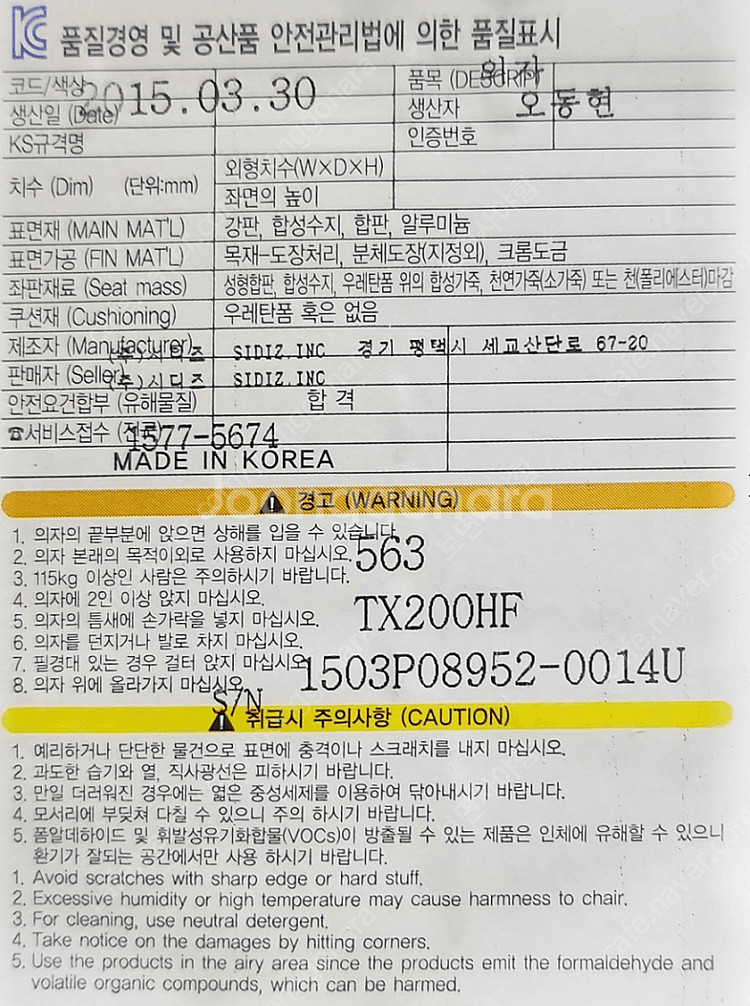 KC 품질경영 및 공산품 안전관리법에 의한 품질표시
코드/색상 품목 (DESCRIP) 의자
생산일 (Date) 2015.03.30 생산자 오동현
KS규격명 인증번호
치수 (Dim) (단위:mm) 외형치수(W×D×H)
좌면의 높이
표면재 (MAIN MAT'L) 강판, 합성수지, 합판, 알루미늄
표면가공 (FIN MAT'L) 목재-도장처리, 분체도장(지정외), 크롬도금
좌판재료 (Seat mass) 성형합판, 합성수지, 우레탄폼 위의 합성가죽, 천연가죽(소가죽) 또는 천(폴리에스터)마감
쿠션재 (Cushioning) 우레탄폼 혹은 없음
제조자 (Manufacturer) (주)시디즈 SIDIZ.INC 경기 평택시 세교산단로 67-20
판매자 (Seller) (주)시디즈 SIDIZ.INC
안전요건합부 (유해물질) 합 격
☎서비스접수 (전화) 1577-5674
MADE IN KOREA
경고 (WARNING)
1. 의자의 끝부분에 앉으면 상해를 입을 수 있습니다.
2. 의자 본래의 목적이외로 사용하지 마십시오. 563
3. 115kg 이상인 사람은 주의하시기 바랍니다.
4. 의자에 2인 이상 앉지 마십시오.
5. 의자의 틈새에 손가락을 넣지 마십시오. TX200HF
6. 의자를 던지거나 발로 차지 마십시오.
7. 필경대 있는 경우 걸터 앉지 마십시오. 1503P08952-0014U
8. 의자 위에 올라가지 마십시오. S/N
취급시 주의사항 (CAUTION)
1. 예리하거나 단단한 물건으로 표면에 충격이나 스크래치를 내지 마십시오.
2. 과도한 습기와 열, 직사광선은 피하시기 바랍니다.
3. 만일 더러워진 경우에는 엷은 중성세제를 이용하여 닦아내시기 바랍니다.
4. 모서리에 부딪쳐 다칠 수 있으니 주의 하시기 바랍니다.
5. 폼알데하이드 및 휘발성유기화합물(VOCs)이 방출될 수 있는 제품은 인체에 유해할 수 있으니
환기가 잘되는 공간에서만 사용 하시기 바랍니다.
1. Avoid scratches with sharp edge or hard stuff.
2. Excessive humidity or high temperature may cause harmness to chair.
3. For cleaning, use neutral detergent.
4. Take notice on the damages by hitting corners.
5. Use the products in the airy area since the products emit the formaldehyde and
volatile organic compounds, which can be harmed.